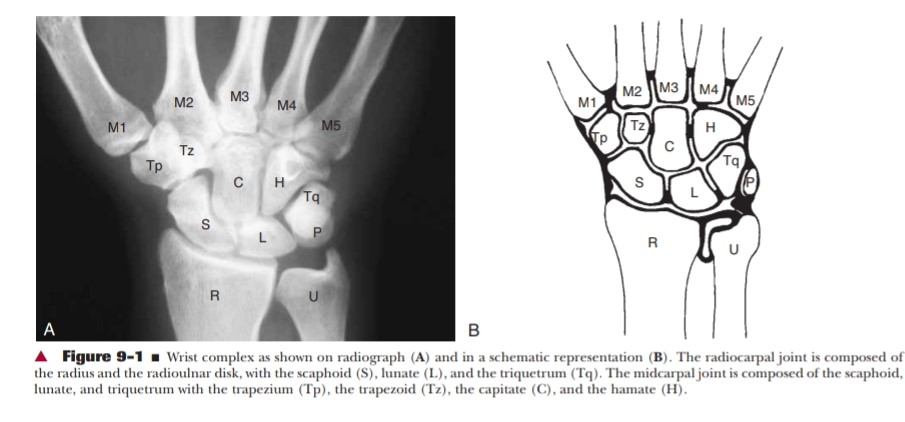 M1 M2 M3 M4 M5
Tp Tz C H Tq
S L P
R U
A
M1 M2 M3 M4 M5
Tp Tz C H
Tq
S L P
R U
B
▲ Figure 9-1 ■ Wrist complex as shown on radiograph (A) and in a schematic representation (B). The radiocarpal joint is composed of
the radius and the radioulnar disk, with the scaphoid (S), lunate (L), and the triquetrum (Tq). The midcarpal joint is composed of the scaphoid,
lunate, and triquetrum with the trapezium (Tp), the trapezoid (Tz), the capitate (C), and the hamate (H).